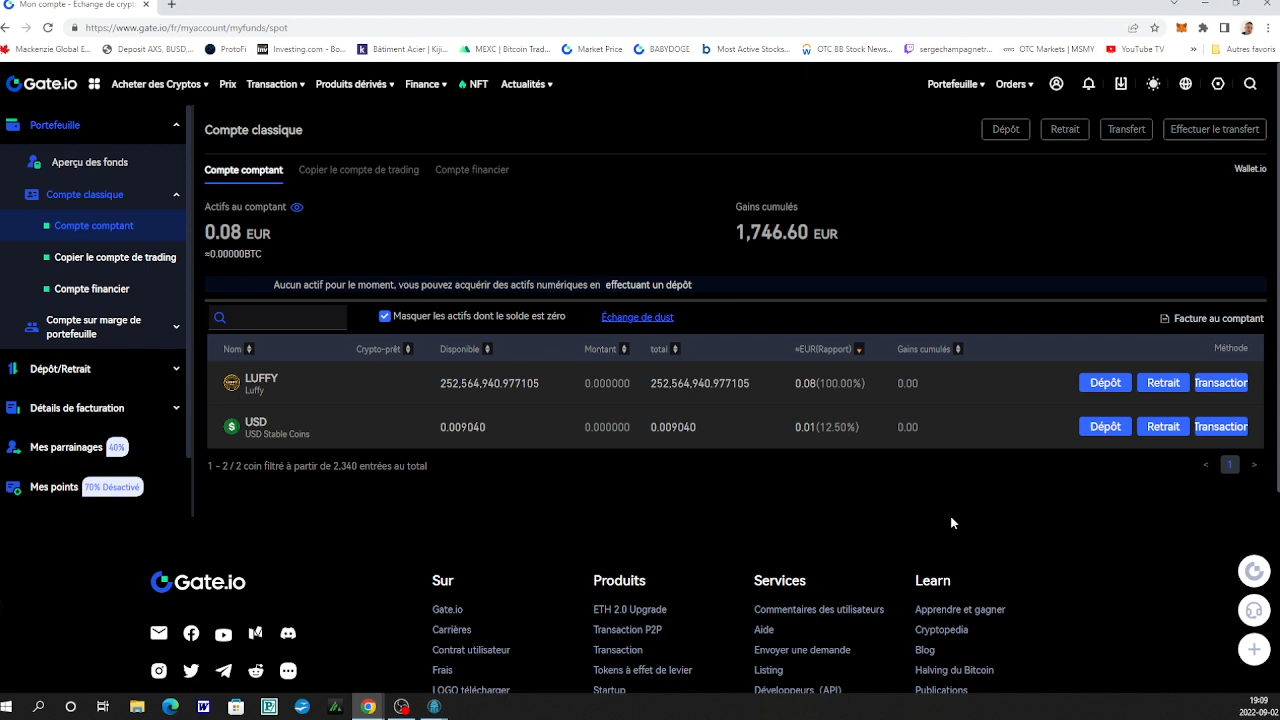 Mon compte - Echange de crypt
https://www.gate.io/fr/myaccount/myfunds/spot
Mackenzie Global E... Deposit AXS, BUSD,... ProtoFi Investing.com - Bo... Bâtiment Acier | Kiji... MEXC | Bitcoin Trad... Market Price BABYDOGE Most Active Stocks... OTC BB Stock News... sergechampagnetr... OTC Markets | MSMY YouTube TV » Autres favoris
Gate.io Acheter des Cryptos Prix Transaction Produits dérivés Finance NFT Actualités Portefeuille Orders
Portefeuille
Aperçu des fonds
Compte classique
Compte comptant
Copier le compte de trading
Compte financier
Compte sur marge de
portefeuille
Dépôt/Retrait
Détails de facturation
Mes parrainages 40%
Mes points 70% Désactivé
Compte classique
Dépôt Retrait Transfert Effectuer le transfert
Compte comptant Copier le compte de trading Compte financier Wallet.io
Actifs au comptant Gains cumulés
0.08 EUR 1,746.60 EUR
≈0.00000BTC
Aucun actif pour le moment, vous pouvez acquérir des actifs numériques en effectuant un dépôt
Masquer les actifs dont le solde est zéro Échange de dust Facture au comptant
Nom Crypto-prêt Disponible Montant total ≈EUR(Rapport) Gains cumulés Méthode
LUFFY 252,564,940.977105 0.000000 252,564,940.977105 0.08(100.00%) 0.00 Dépôt Retrait Transaction
Luffy
USD 0.009040 0.000000 0.009040 0.01(12.50%) 0.00 Dépôt Retrait Transaction
USD Stable Coins
1 - 2 / 2 coin filtré à partir de 2,340 entrées au total < 1 >
Gate.io
Sur
Gate.io
Carrières
Contrat utilisateur
Frais
LOGO télécharger
Produits
ETH 2.0 Upgrade
Transaction P2P
Transaction
Tokens à effet de levier
Startup
Services
Commentaires des utilisateurs
Aide
Envoyer une demande
Listing
Développeurs (API)
Learn
Apprendre et gagner
Cryptopedia
Blog
Halving du Bitcoin
Publications
19:09
2022-09-02